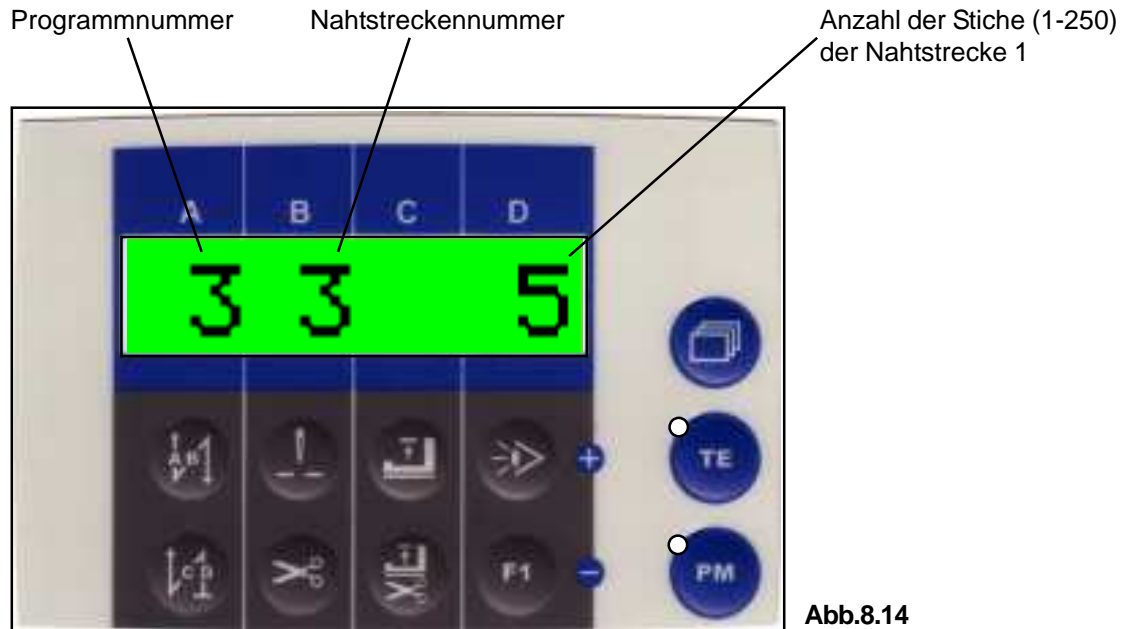 Programmnummer
Nahtstreckennummer
Anzahl der Stiche (1-250)
der Nahtstrecke 1
A B C D
3 3 5
A B
+
TE
C D
F1
-
PM
Abb.8.14